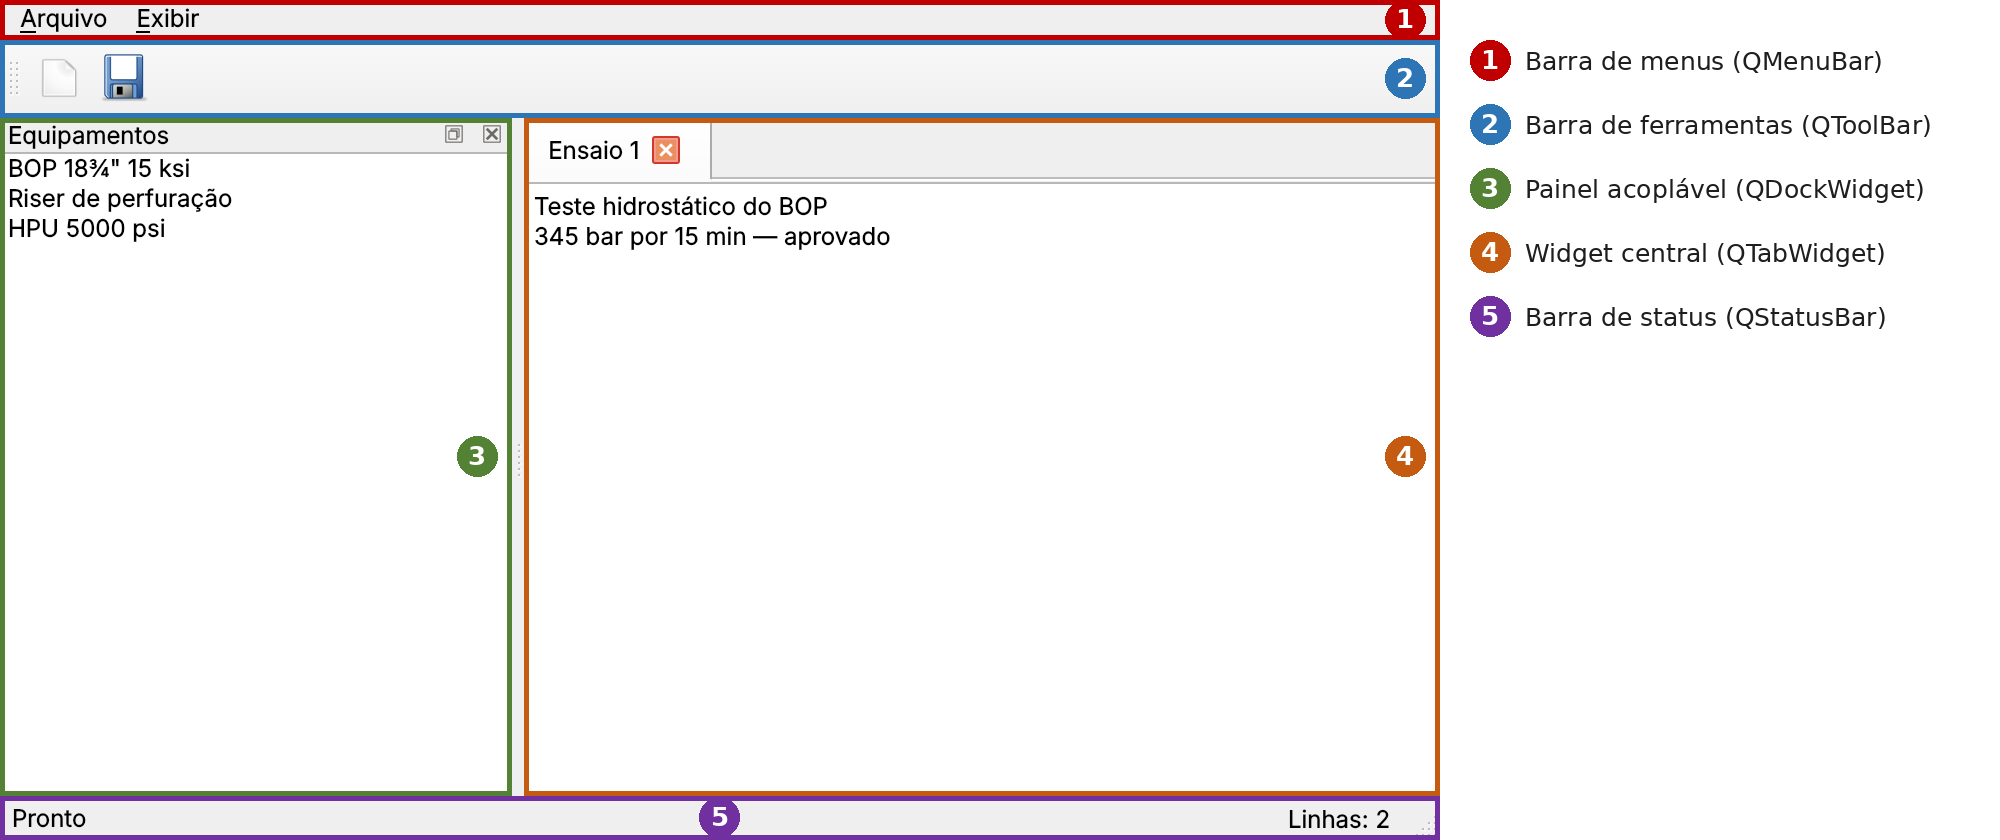 Arquivo Exibir 1
2
Equipamentos
BOP 18¾" 15 ksi
Riser de perfuração
HPU 5000 psi
3
Ensaio 1
Teste hidrostático do BOP
345 bar por 15 min — aprovado
4
Pronto 5 Linhas: 2
1 Barra de menus (QMenuBar)
2 Barra de ferramentas (QToolBar)
3 Painel acoplável (QDockWidget)
4 Widget central (QTabWidget)
5 Barra de status (QStatusBar)